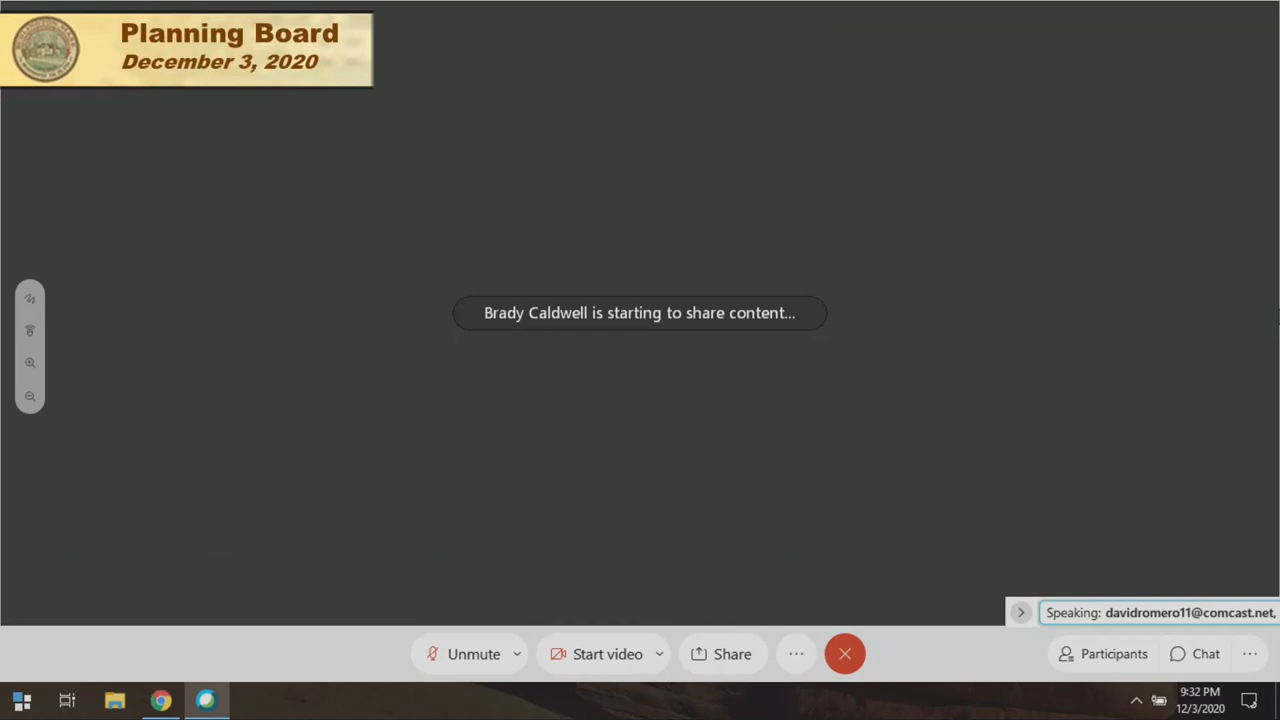 Planning Board
December 3, 2020
Brady Caldwell is starting to share content...
Speaking: davidromero11@comcast.net,
Unmute
Start video
Share
Participants
Chat
9:32 PM
12/3/2020